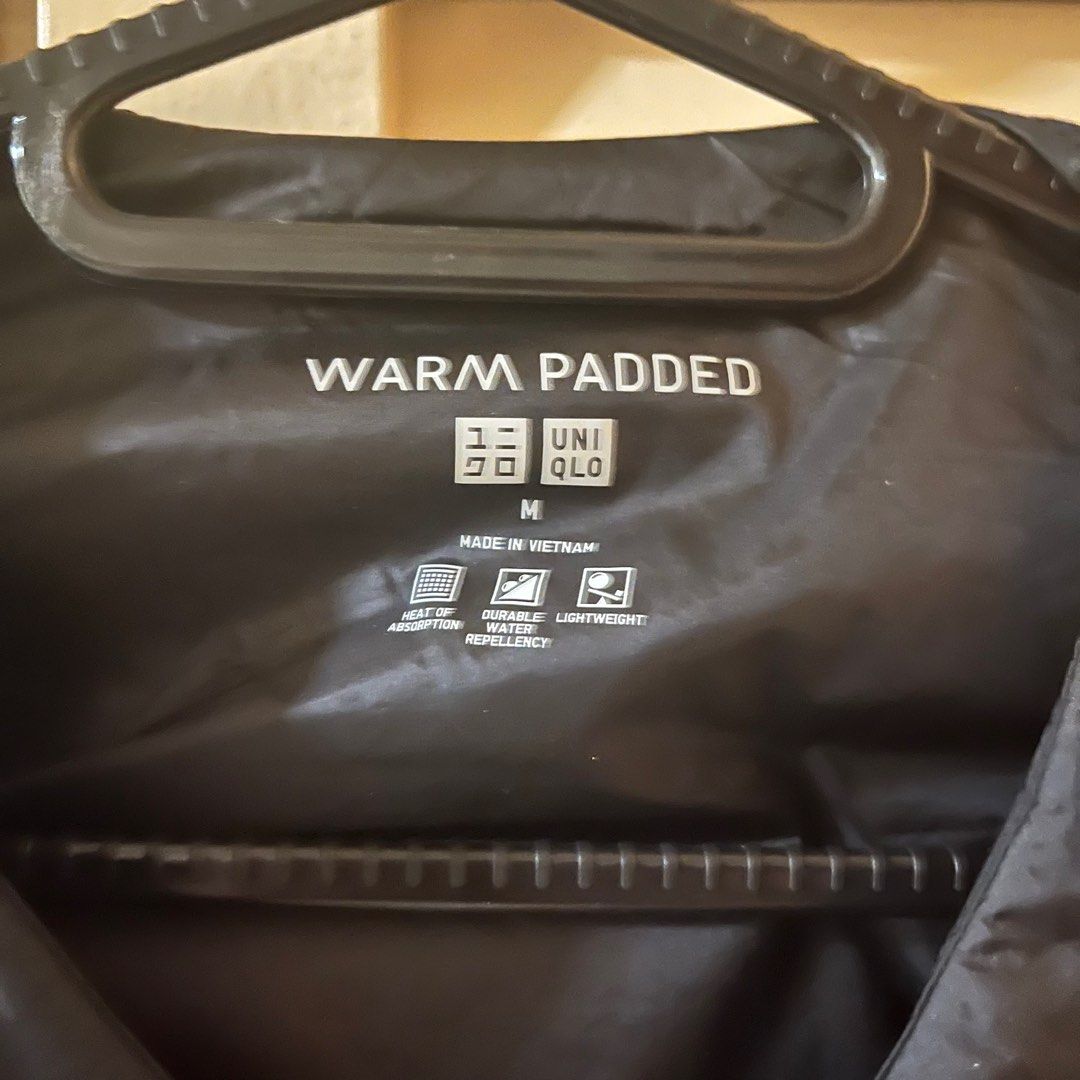 WARM PADDED
ユニ UNI
クロ QLO
M
MADE IN VIETNAM
HEAT OF DURABLE LIGHTWEIGHT
ABSORPTION WATER
REPELLENCY